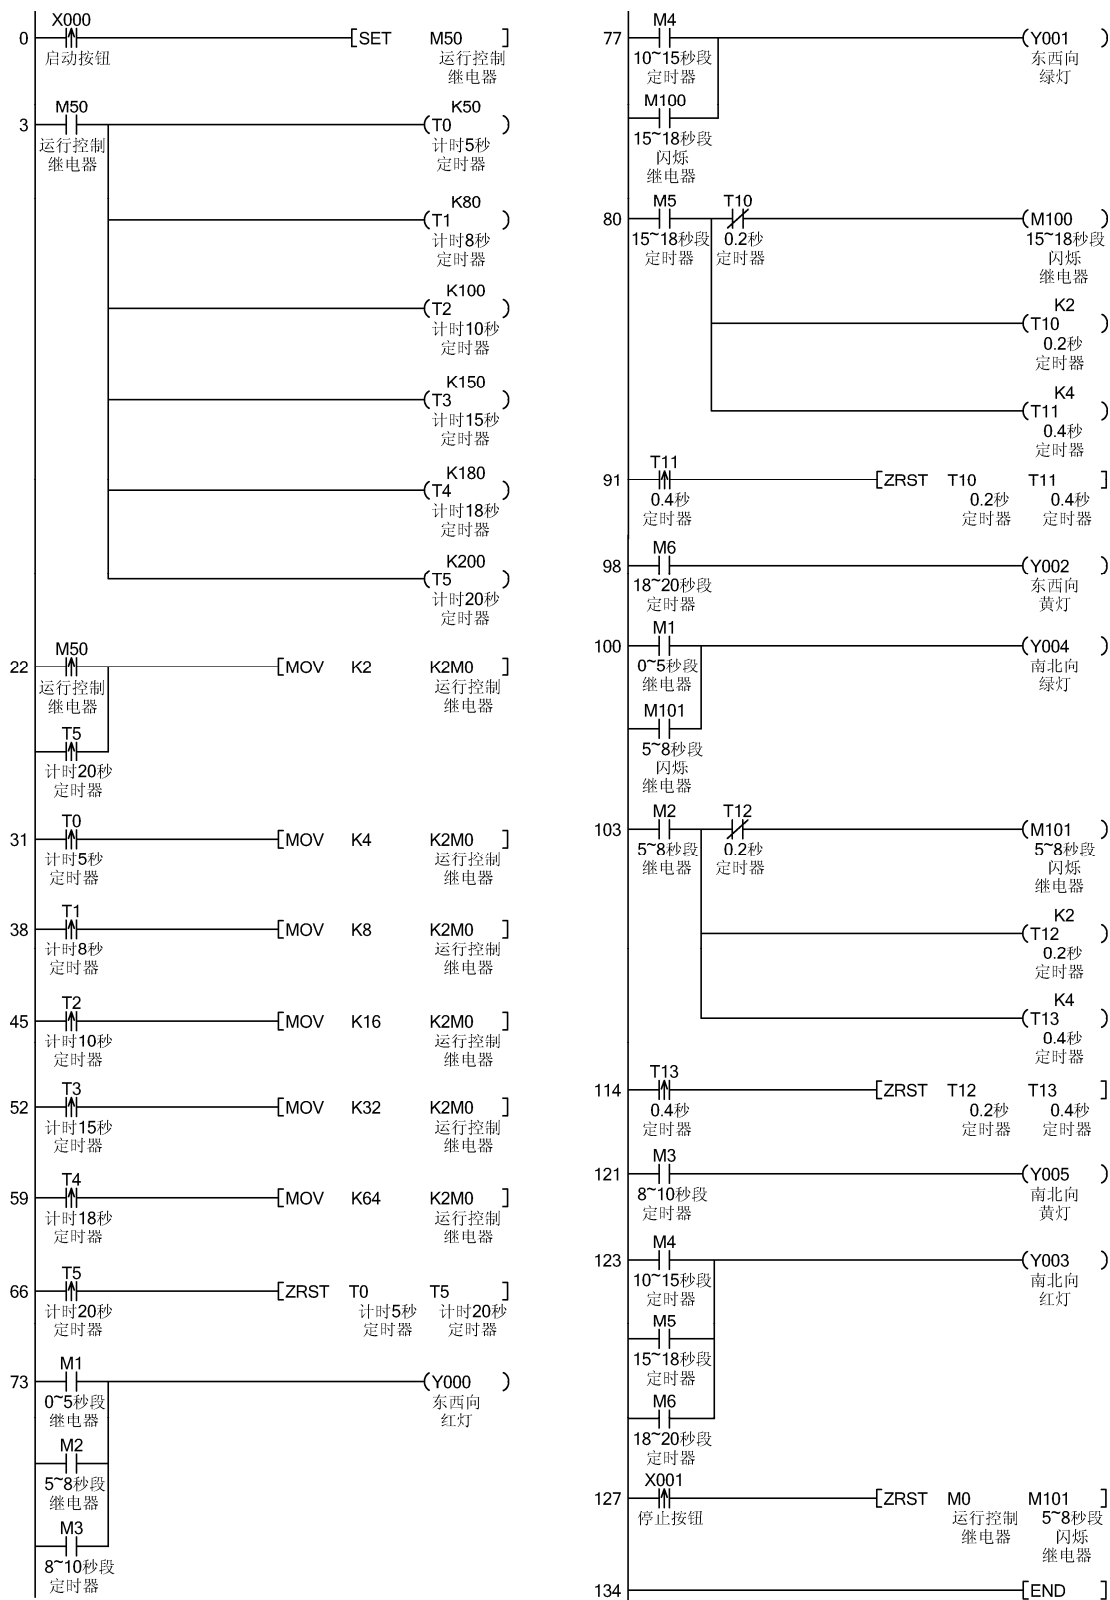 X000
0 [SET M50 ]
启动按钮 运行控制
继电器
M50 K50
3 (T0 )
运行控制 计时5秒
继电器 定时器
K80
(T1 )
计时8秒
定时器
K100
(T2 )
计时10秒
定时器
K150
(T3 )
计时15秒
定时器
K180
(T4 )
计时18秒
定时器
K200
(T5 )
计时20秒
定时器
M50
22 [MOV K2 K2M0 ]
运行控制 运行控制
继电器 继电器
T5
计时20秒
定时器
T0
31 [MOV K4 K2M0 ]
计时5秒 运行控制
定时器 继电器
T1
38 [MOV K8 K2M0 ]
计时8秒 运行控制
定时器 继电器
T2
45 [MOV K16 K2M0 ]
计时10秒 运行控制
定时器 继电器
T3
52 [MOV K32 K2M0 ]
计时15秒 运行控制
定时器 继电器
T4
59 [MOV K64 K2M0 ]
计时18秒 运行控制
定时器 继电器
T5
66 [ZRST T0 T5 ]
计时20秒 计时5秒 计时20秒
定时器 定时器 定时器
M1
73 (Y000 )
0~5秒段 东西向
继电器 红灯
M2
5~8秒段
继电器
M3
8~10秒段
定时器
M4
77 (Y001 )
10~15秒段 东西向
定时器 绿灯
M100
15~18秒段
闪烁
继电器
M5 T10
80 (M100 )
15~18秒段 0.2秒 15~18秒段
定时器 定时器 闪烁
继电器
K2
(T10 )
0.2秒
定时器
K4
(T11 )
0.4秒
定时器
T11
91 [ZRST T10 T11 ]
0.4秒 0.2秒 0.4秒
定时器 定时器 定时器
M6
98 (Y002 )
18~20秒段 东西向
定时器 黄灯
M1
100 (Y004 )
0~5秒段 南北向
继电器 绿灯
M101
5~8秒段
闪烁
继电器
M2 T12
103 (M101 )
5~8秒段 0.2秒 5~8秒段
继电器 定时器 闪烁
继电器
K2
(T12 )
0.2秒
定时器
K4
(T13 )
0.4秒
定时器
T13
114 [ZRST T12 T13 ]
0.4秒 0.2秒 0.4秒
定时器 定时器 定时器
M3
121 (Y005 )
8~10秒段 南北向
定时器 黄灯
M4
123 (Y003 )
10~15秒段 南北向
定时器 红灯
M5
15~18秒段
定时器
M6
18~20秒段
定时器
X001
127 [ZRST M0 M101 ]
停止按钮 运行控制 5~8秒段
继电器 闪烁
继电器
134 [END ]